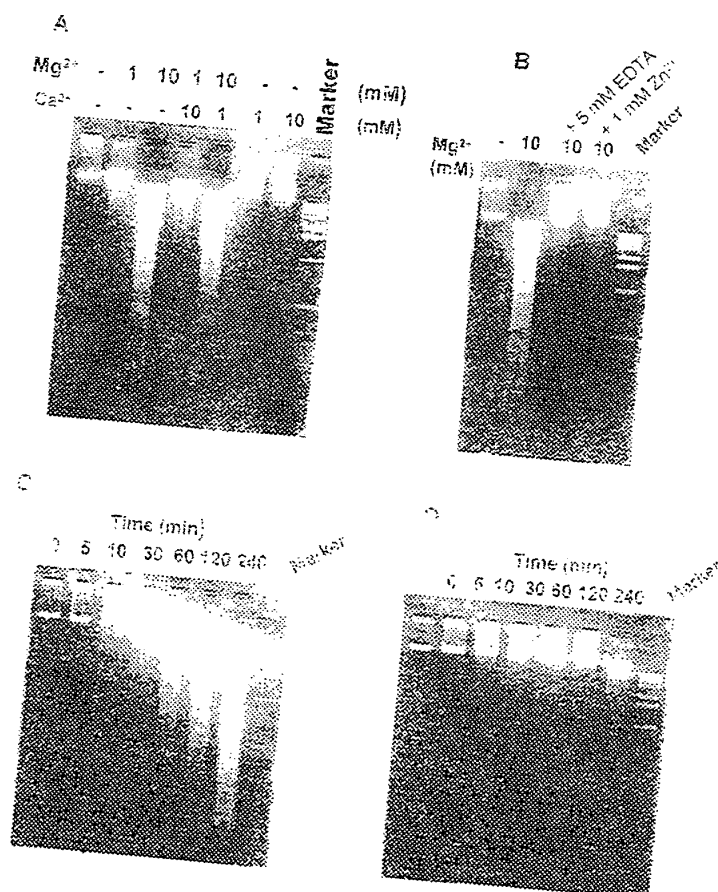 A
Mg²⁺ - 1 10 1 10 - - Marker (mM)
Ca²⁺ - - - 10 1 1 10 (mM)
B
+ 5 mM EDTA
+ 1 mM Zn²⁺
Mg²⁺ - 10 10 10 Marker
(mM)
C
Time (min)
0 5 10 30 60 120 240 Marker
D
Time (min)
0 5 10 30 60 120 240 Marker